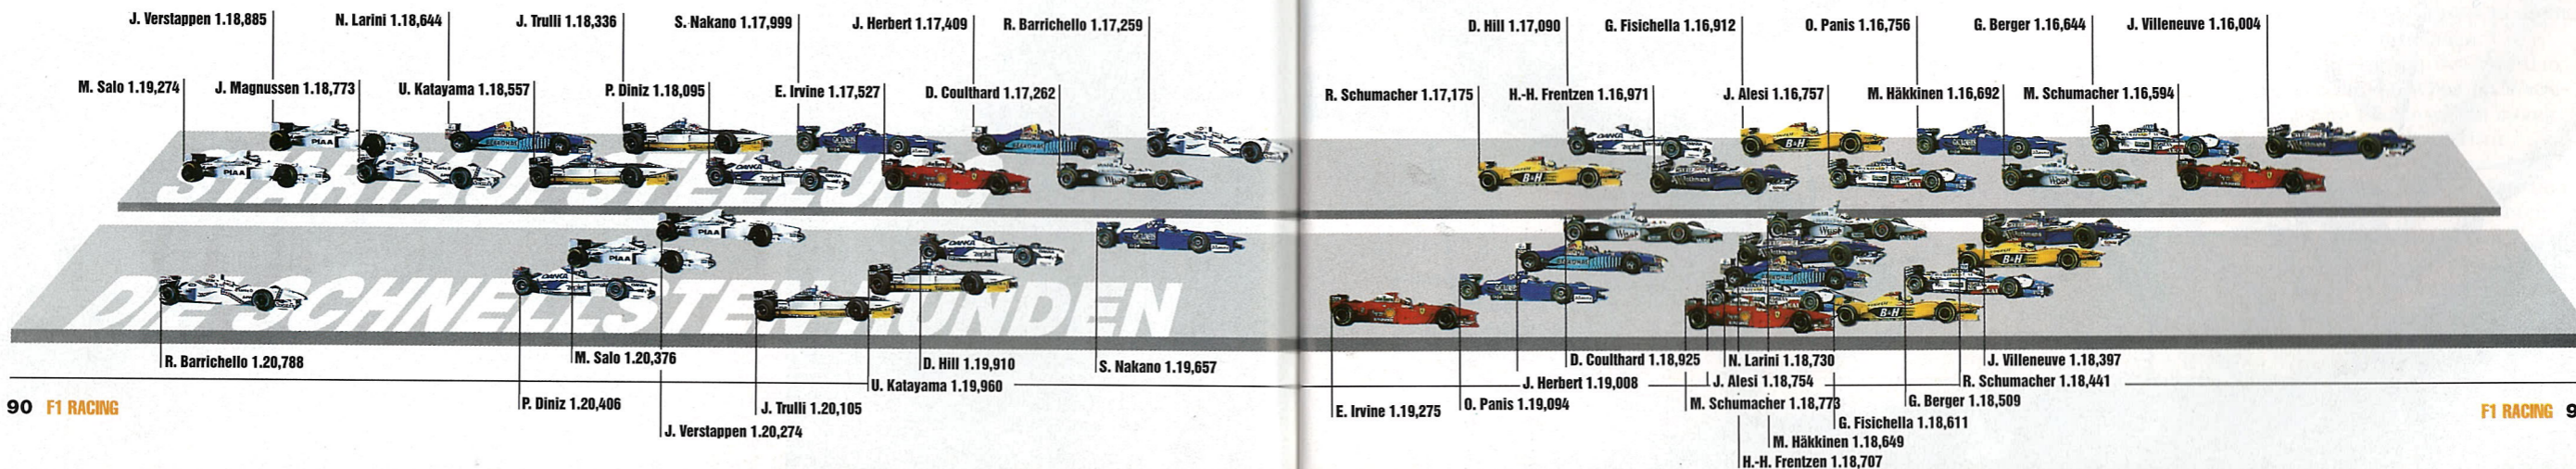 J. Verstappen 1.18,885
N. Larini 1.18,644
J. Trulli 1.18,336
S. Nakano 1.17,999
J. Herbert 1.17,409
R. Barrichello 1.17,259
D. Hill 1.17,090
G. Fisichella 1.16,912
O. Panis 1.16,756
G. Berger 1.16,644
J. Villeneuve 1.16,004
M. Salo 1.19,274
J. Magnussen 1.18,773
U. Katayama 1.18,557
P. Diniz 1.18,095
E. Irvine 1.17,527
D. Coulthard 1.17,262
R. Schumacher 1.17,175
H.-H. Frentzen 1.16,971
J. Alesi 1.16,757
M. Häkkinen 1.16,692
M. Schumacher 1.16,594
STARTAUFSTELLUNG
DIE SCHNELLSTEN RUNDEN
R. Barrichello 1.20,788
M. Salo 1.20,376
D. Hill 1.19,910
S. Nakano 1.19,657
D. Coulthard 1.18,925
N. Larini 1.18,730
J. Villeneuve 1.18,397
U. Katayama 1.19,960
J. Herbert 1.19,008
J. Alesi 1.18,754
R. Schumacher 1.18,441
P. Diniz 1.20,406
J. Trulli 1.20,105
E. Irvine 1.19,275
O. Panis 1.19,094
M. Schumacher 1.18,773
G. Berger 1.18,509
J. Verstappen 1.20,274
G. Fisichella 1.18,611
M. Häkkinen 1.18,649
H.-H. Frentzen 1.18,707
90 F1 RACING
F1 RACING 9